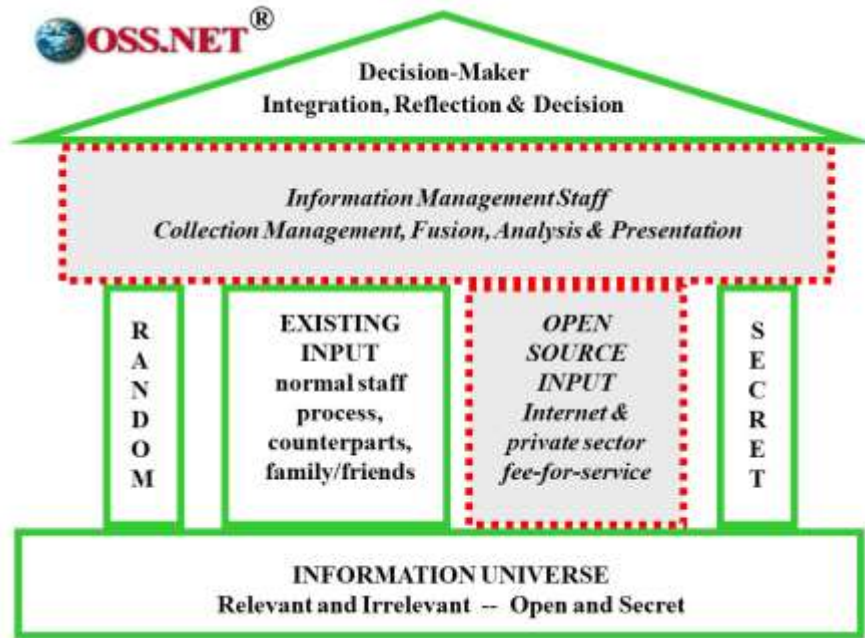 OSS.NET®
Decision-Maker
Integration, Reflection & Decision
Information Management Staff
Collection Management, Fusion, Analysis & Presentation
RANDOM
EXISTING
INPUT
normal staff
process,
counterparts,
family/friends
OPEN
SOURCE
INPUT
Internet &
private sector
fee-for-service
SECRET
INFORMATION UNIVERSE
Relevant and Irrelevant -- Open and Secret